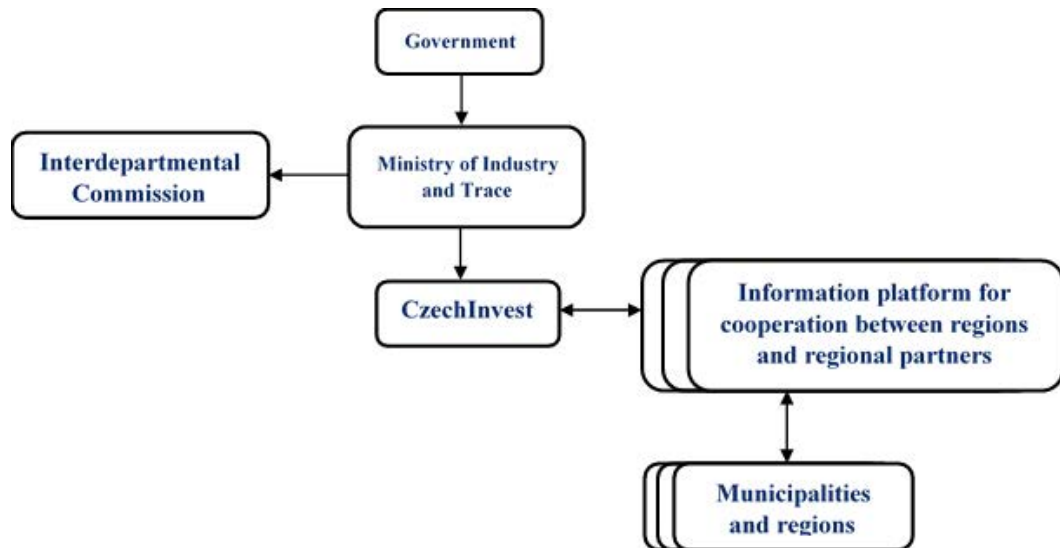 Government
Interdepartmental
Commission
Ministry of Industry
and Trace
CzechInvest
Information platform for
cooperation between regions
and regional partners
Municipalities
and regions